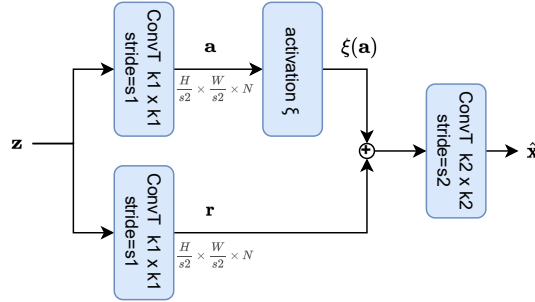 z
ConvT k1 x k1
stride=s1
a
H/s2 × W/s2 × N
activation ξ
ξ(a)
ConvT k1 x k1
stride=s1
r
H/s2 × W/s2 × N
+
ConvT k2 x k2
stride=s2
x̂